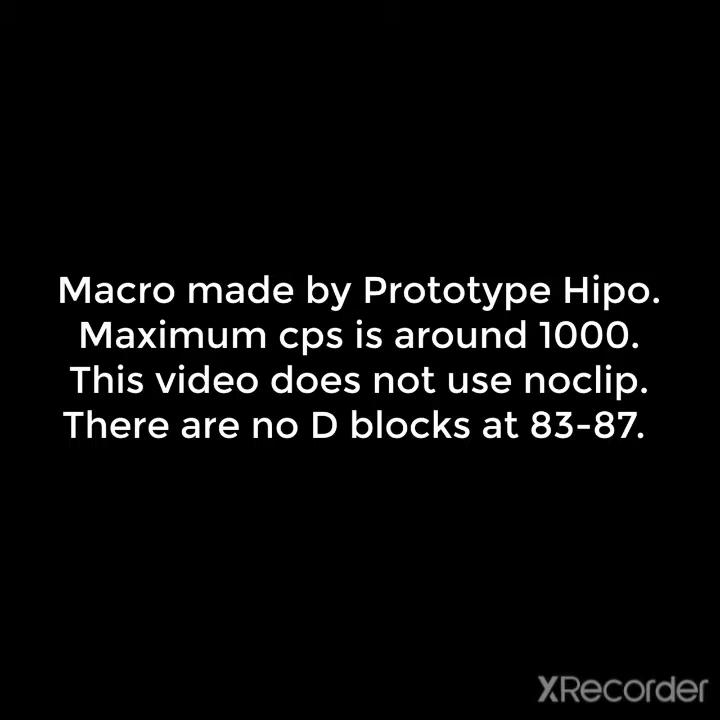 Macro made by Prototype Hipo.
Maximum cps is around 1000.
This video does not use noclip.
There are no D blocks at 83-87.
XRecorder